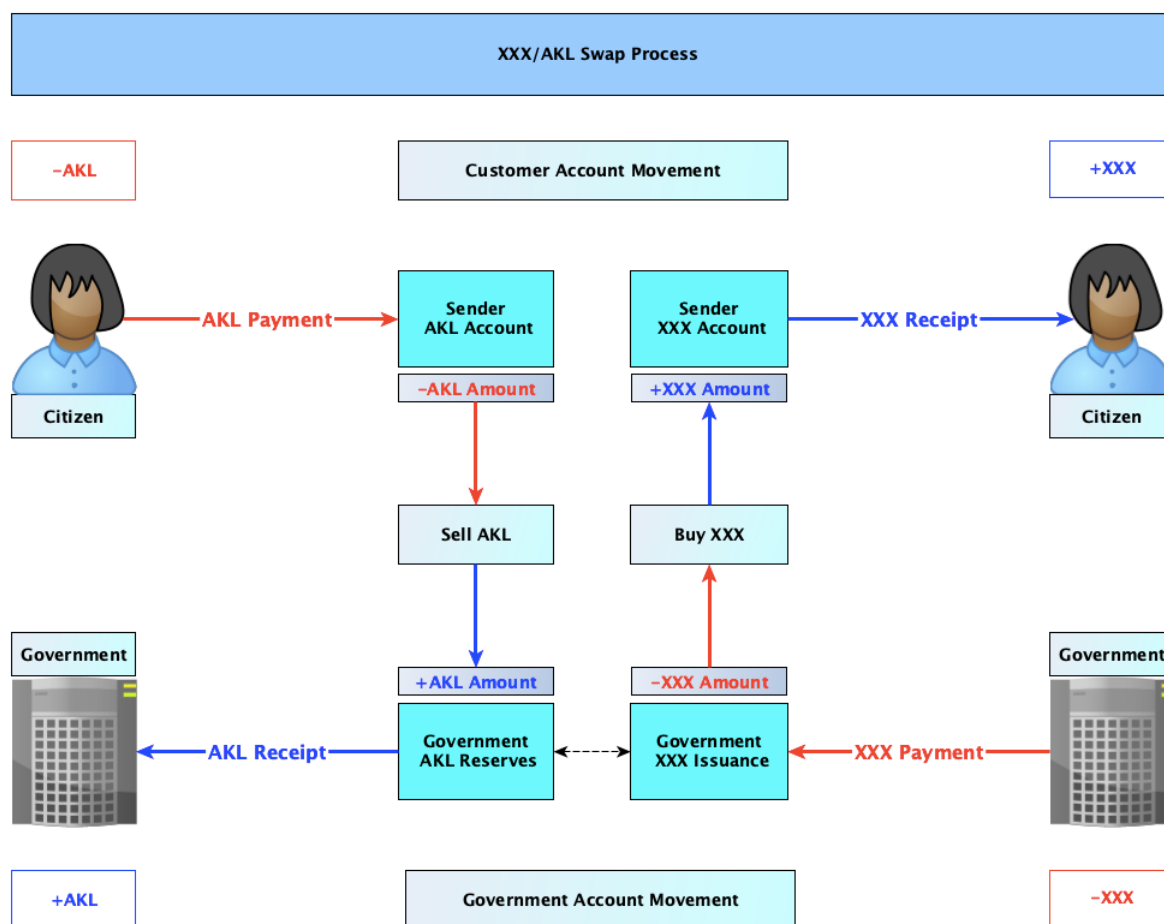 XXX/AKL Swap Process
-AKL
Customer Account Movement
+XXX
AKL Payment
Sender
AKL Account
Sender
XXX Account
XXX Receipt
-AKL Amount
+XXX Amount
Citizen
Citizen
Sell AKL
Buy XXX
Government
Government
+AKL Amount
-XXX Amount
AKL Receipt
Government
AKL Reserves
Government
XXX Issuance
XXX Payment
+AKL
Government Account Movement
-XXX